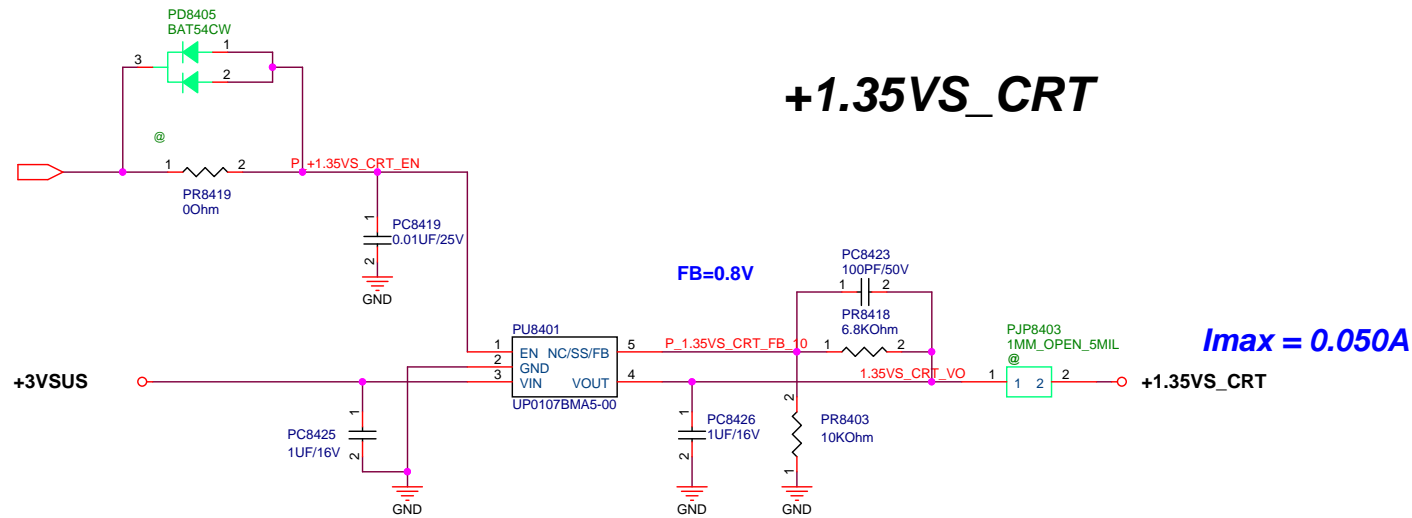 PD8405
BAT54CW
1
3
2
+1.35VS_CRT
@
1 2 P_+1.35VS_CRT_EN
PR8419
0Ohm
1
PC8419
0.01UF/25V
2
GND
FB=0.8V
PC8423
100PF/50V
1 2
PR8418
6.8KOhm
PU8401
P_1.35VS_CRT_FB_10
1 2
PJP8403
1MM_OPEN_5MIL
@
Imax = 0.050A
1 EN NC/SS/FB 5
2 GND
3 VIN VOUT 4
1.35VS_CRT_VO
1 1 2 2
+3VSUS
+1.35VS_CRT
UP0107BMA5-00
1
PC8425
1UF/16V
2
1
PC8426
1UF/16V
2
2
PR8403
10KOhm
1
GND
GND
GND